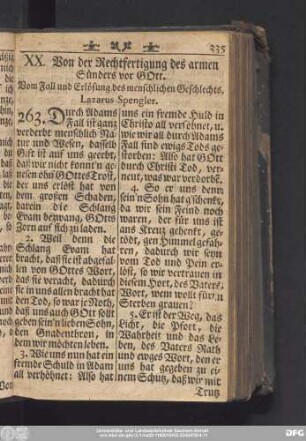 335
XX. Von der Rechtfertigung des armen
Sünders vor GOtt.
Vom Fall und Erlösung des menschlichen Geschlechts.
Lazarus Spengler.
263. Durch Adams
Fall ist ganz
verderbt menschlich Na-
tur und Wesen, dasselb
Gift ist auf uns geerbt,
daß wir nicht konnt'n ge-
nesen ohn' GOttes Trost,
der uns erlöst hat von
dem grosen Schaden,
darein die Schlang
Evam bezwang, GOtts
Zorn auf sich zu laden.
2. Weil denn die
Schlang Evam hat
bracht, daß sie ist abgefal-
len von GOttes Wort,
das sie veracht, dadurch
sie in uns allen bracht hat
den Tod, so war je Noth,
daß uns auch GOtt sollt
geben sein'n lieben Sohn,
den Gnadenthron, in
dem wir möchten leben.
3. Wie uns nun hat ein
fremde Schuld in Adam
all verhöhnet: Also hat
uns ein fremde Huld in
Christo all versöhnet, u.
wie wir all durch Adams
Fall sind ewigs Tods ge-
storben: Also hat GOtt
durch Christi Tod, ver-
neut, was war verdorbē,
4. So er uns denn
sein'n Sohn hat g'schenkt,
da wir sein Feind noch
waren, der für uns ist
ans Kreuz gehenkt, ge-
tödt, gen Himmel gefah-
ren, dadurch wir seyn
vom Tod und Pein er-
löst, so wir vertrauen in
diesem Hort, des Vaters
Wort, wem wollt für'n
Sterben grauen?
5. Er ist der Weg, das
Licht, die Pfort, die
Wahrheit und das Le-
ben, des Vaters Rath
und ewges Wort, den er
uns hat gegeben zu ei-
nem Schutz, daß wir mit
Trutz
DFG